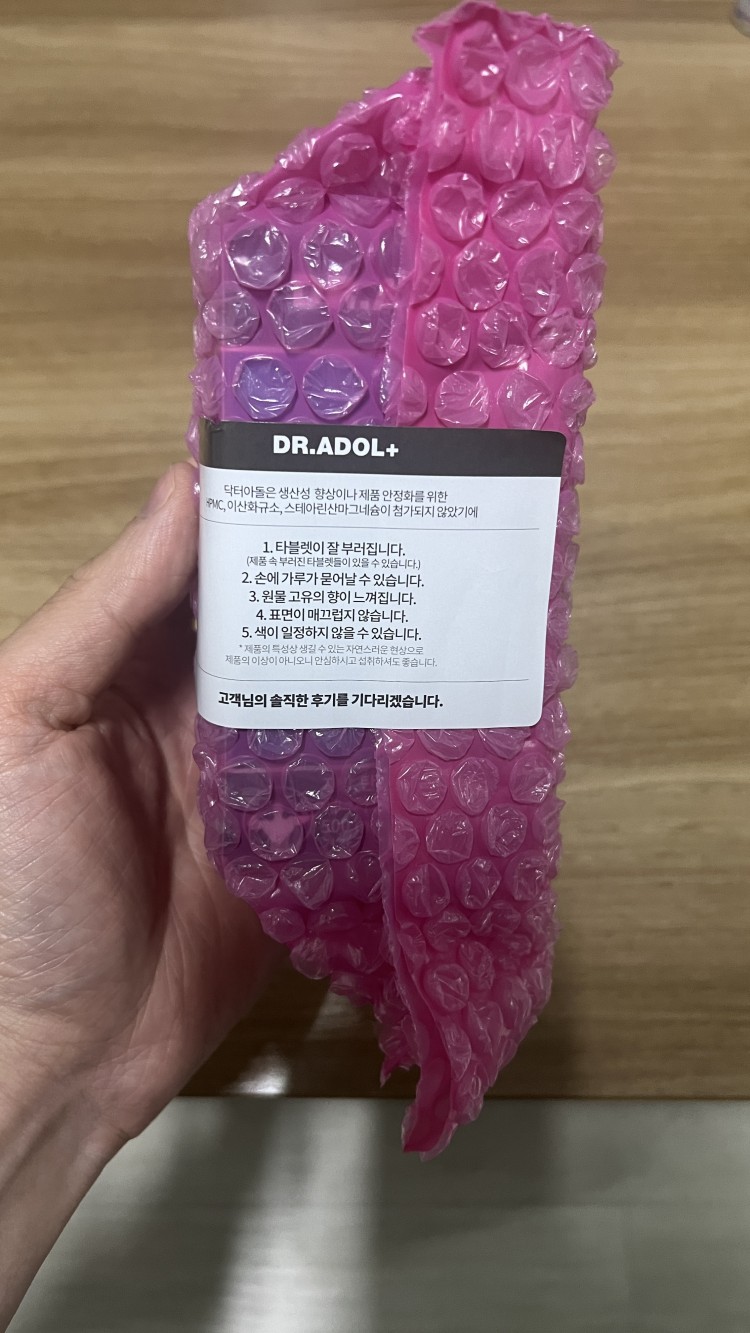 DR.ADOL+
닥터아돌은 생산성 향상이나 제품 안정화를 위한
HPMC, 이산화규소, 스테아린산마그네슘이 첨가되지 않았기에
1. 타블렛이 잘 부러집니다.
(제품 속 부러진 타블렛들이 있을 수 있습니다.)
2. 손에 가루가 묻어날 수 있습니다.
3. 원물 고유의 향이 느껴집니다.
4. 표면이 매끄럽지 않습니다.
5. 색이 일정하지 않을 수 있습니다.
* 제품의 특성상 생길 수 있는 자연스러운 현상으로
제품의 이상이 아니오니 안심하시고 섭취하셔도 좋습니다.
고객님의 솔직한 후기를 기다리겠습니다.